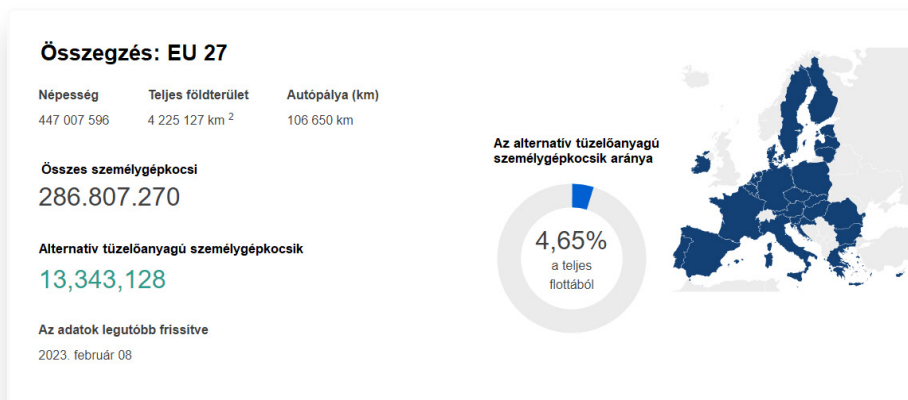 Összegzés: EU 27
Népesség
Teljes földterület
Autópálya (km)
447 007 596
4 225 127 km 2
106 650 km
Összes személygépkocsi
286.807.270
Alternatív tüzelőanyagú személygépkocsik
13,343,128
Az adatok legutóbb frissítve
2023. február 08
Az alternatív tüzelőanyagú
személygépkocsik aránya
4,65%
a teljes
flottából